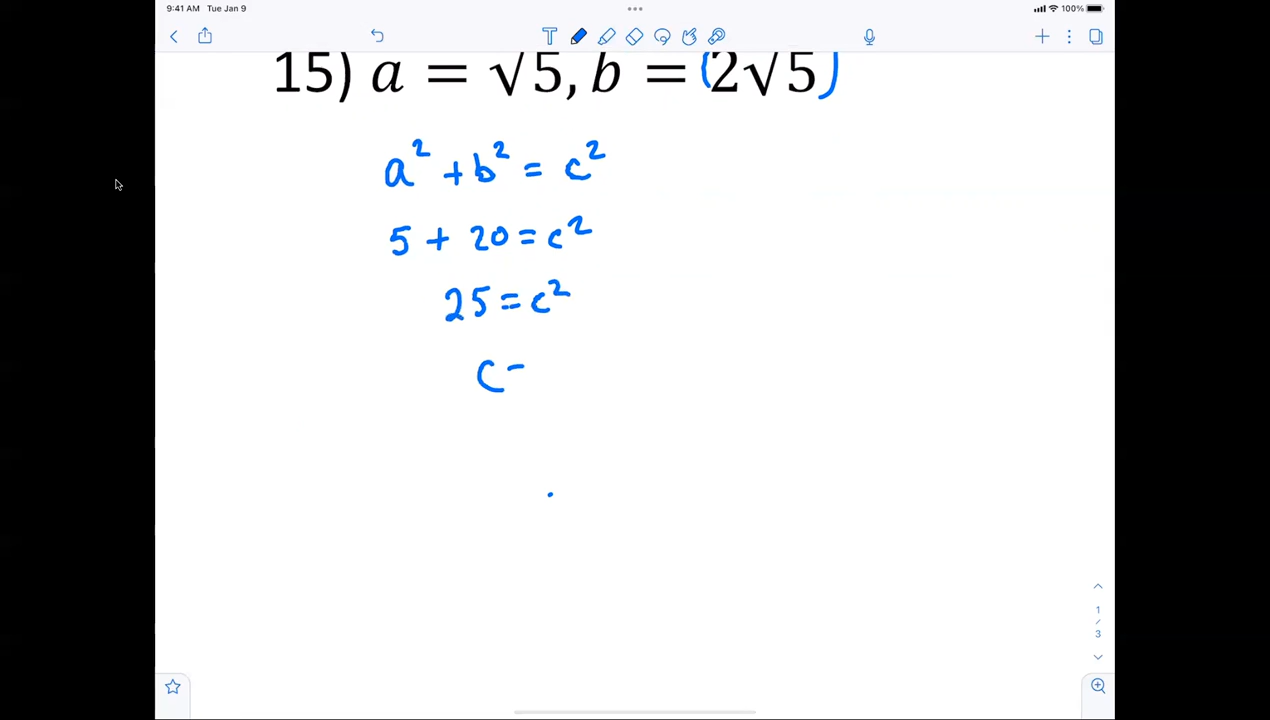 9:41 AM Tue Jan 9
100%
T
15) a = √5, b = (2√5)
a² + b² = c²
5 + 20 = c²
25 = c²
c -
1
/
3